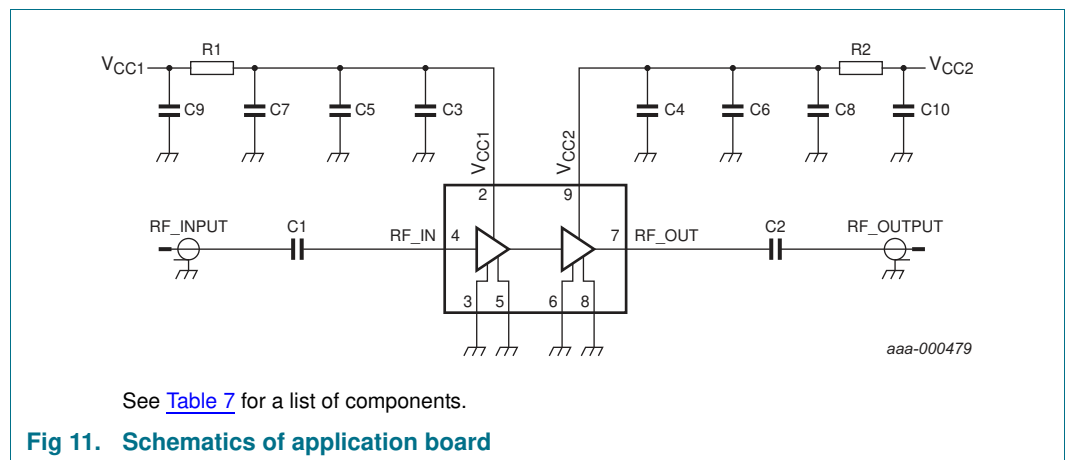 VCC1
R1
R2
VCC2
C9
C7
C5
C3
C4
C6
C8
C10
VCC1
VCC2
2
9
RF_INPUT
C1
RF_IN
4
7
RF_OUT
C2
RF_OUTPUT
3
5
6
8
aaa-000479
See Table 7 for a list of components.
Fig 11. Schematics of application board